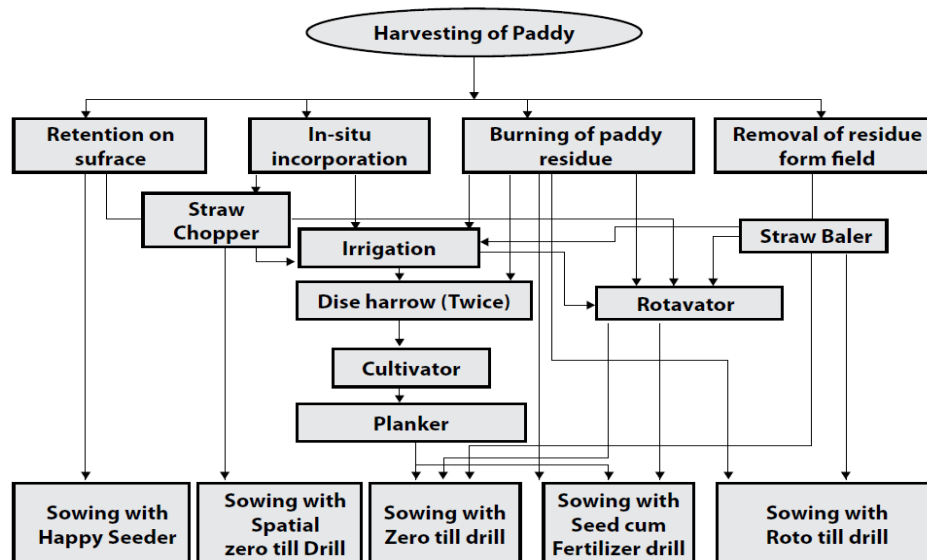 Harvesting of Paddy
Retention on
sufrace
In-situ
incorporation
Burning of paddy
residue
Removal of residue
form field
Straw
Chopper
Straw Baler
Irrigation
Dise harrow (Twice)
Rotavator
Cultivator
Planker
Sowing with
Happy Seeder
Sowing with
Spatial
zero till Drill
Sowing with
Zero till drill
Sowing with
Seed cum
Fertilizer drill
Sowing with
Roto till drill